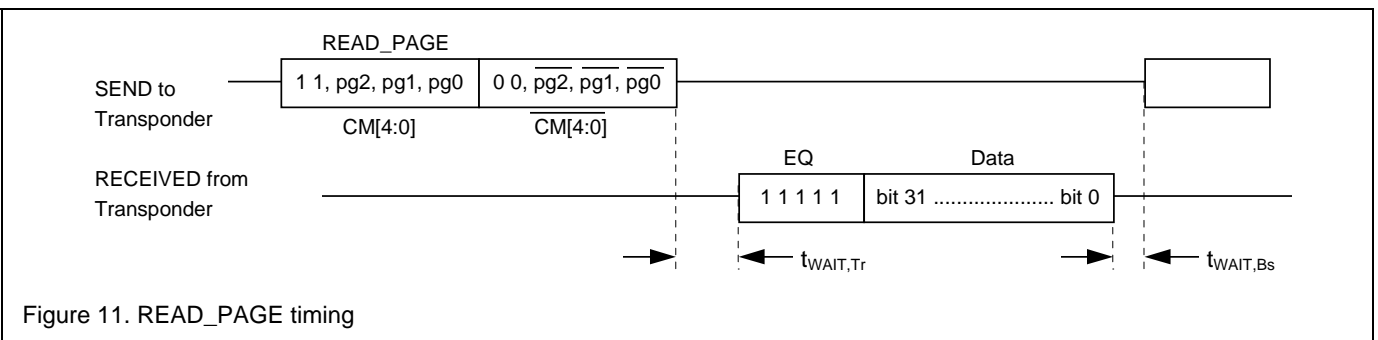 READ_PAGE
SEND to
Transponder
1 1, pg2, pg1, pg0
0 0, p̅g̅2̅, p̅g̅1̅, p̅g̅0̅
CM[4:0]
C̅M̅[̅4̅:̅0̅]̅
RECEIVED from
Transponder
EQ
Data
1 1 1 1 1
bit 31 ..................... bit 0
tWAIT,Tr
tWAIT,Bs
Figure 11. READ_PAGE timing